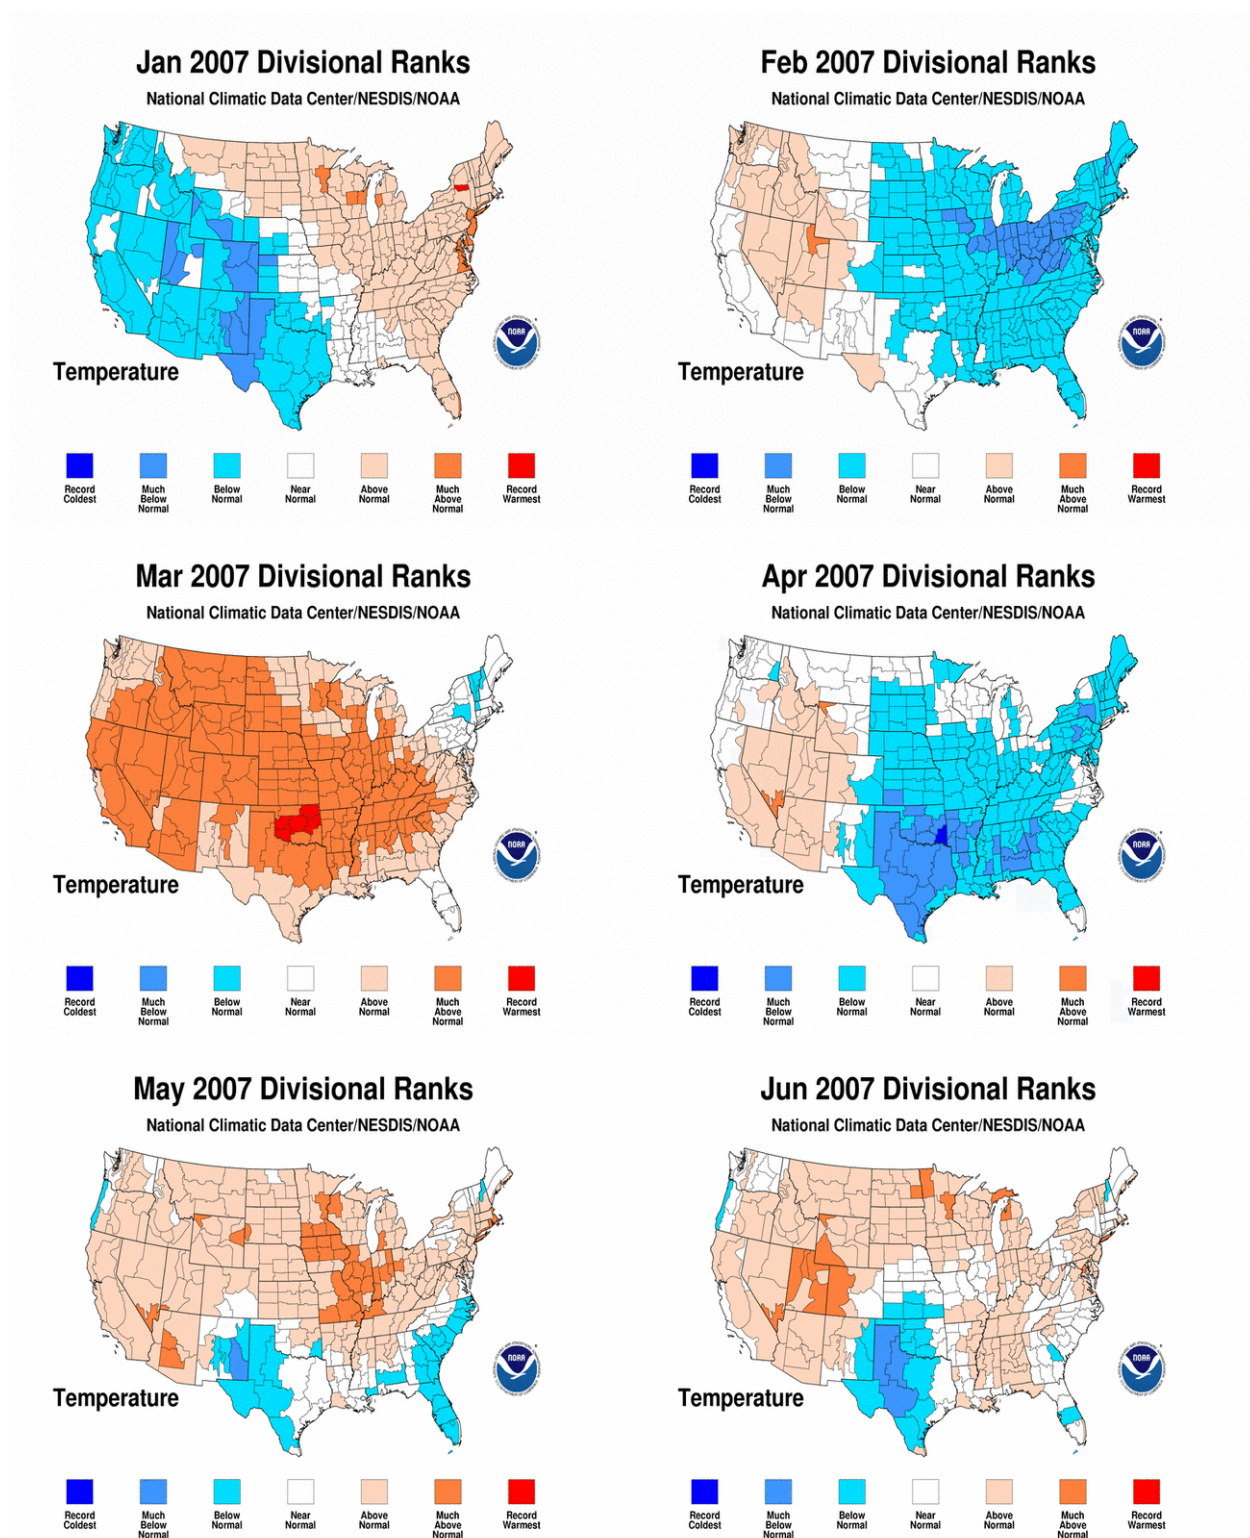 Jan 2007 Divisional Ranks
National Climatic Data Center/NESDIS/NOAA
NOAA
Temperature
Record Coldest
Much Below Normal
Below Normal
Near Normal
Above Normal
Much Above Normal
Record Warmest
Feb 2007 Divisional Ranks
National Climatic Data Center/NESDIS/NOAA
NOAA
Temperature
Record Coldest
Much Below Normal
Below Normal
Near Normal
Above Normal
Much Above Normal
Record Warmest
Mar 2007 Divisional Ranks
National Climatic Data Center/NESDIS/NOAA
NOAA
Temperature
Record Coldest
Much Below Normal
Below Normal
Near Normal
Above Normal
Much Above Normal
Record Warmest
Apr 2007 Divisional Ranks
National Climatic Data Center/NESDIS/NOAA
NOAA
Temperature
Record Coldest
Much Below Normal
Below Normal
Near Normal
Above Normal
Much Above Normal
Record Warmest
May 2007 Divisional Ranks
National Climatic Data Center/NESDIS/NOAA
NOAA
Temperature
Record Coldest
Much Below Normal
Below Normal
Near Normal
Above Normal
Much Above Normal
Record Warmest
Jun 2007 Divisional Ranks
National Climatic Data Center/NESDIS/NOAA
NOAA
Temperature
Record Coldest
Much Below Normal
Below Normal
Near Normal
Above Normal
Much Above Normal
Record Warmest